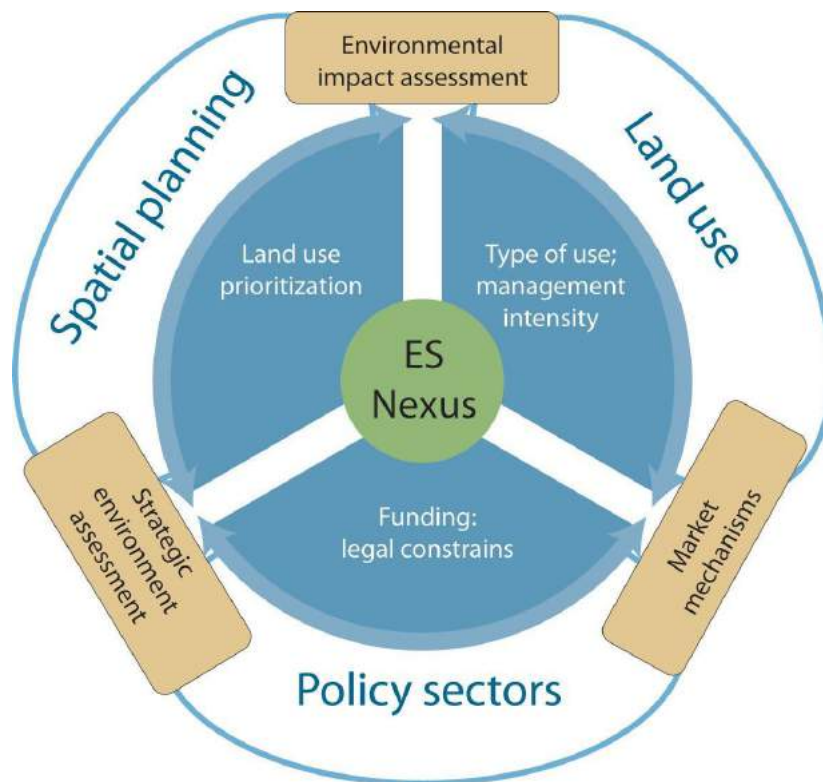 Environmental
impact assessment
Spatial planning
Land use
Land use
prioritization
Type of use;
management
intensity
ES
Nexus
Funding:
legal constrains
Strategic
environment
assessment
Market
mechanisms
Policy sectors